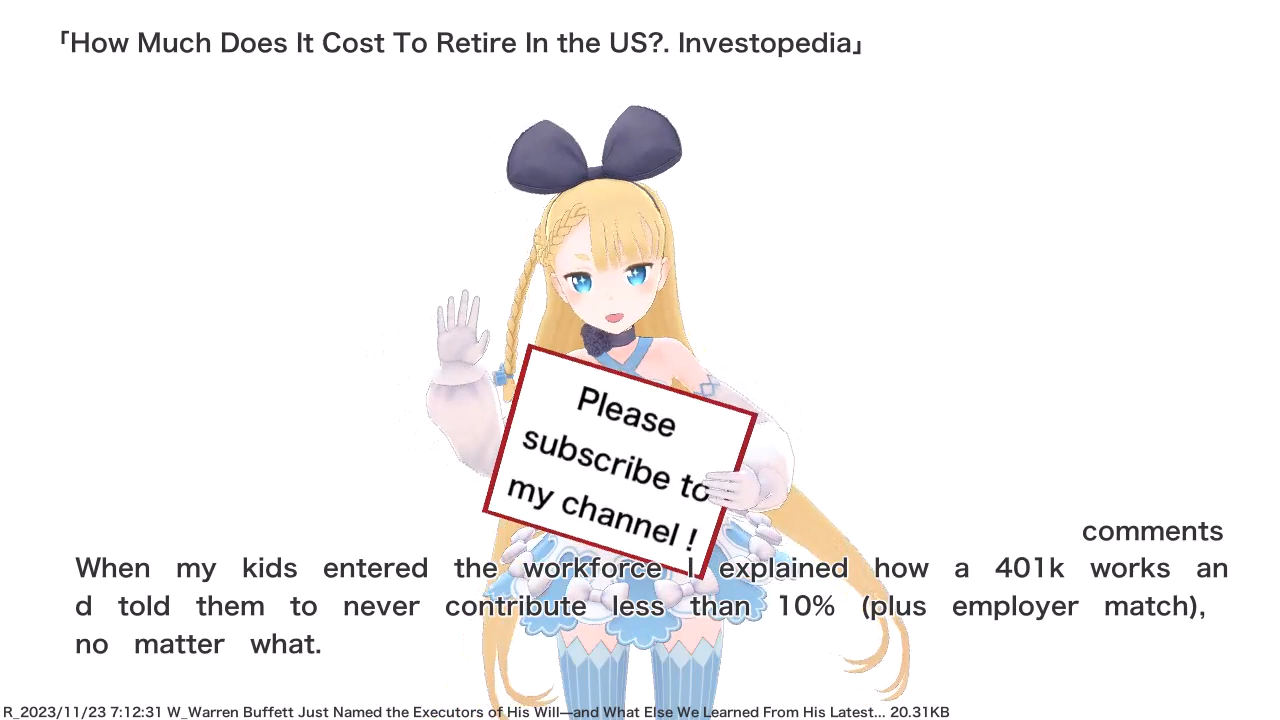 「How Much Does It Cost To Retire In the US?. Investopedia」
Please
subscribe to
my channel !
comments
When my kids entered the workforce I explained how a 401k works an
d told them to never contribute less than 10% (plus employer match),
no matter what.
R_2023/11/23 7:12:31 W_Warren Buffett Just Named the Executors of His Will—and What Else We Learned From His Latest... 20.31KB